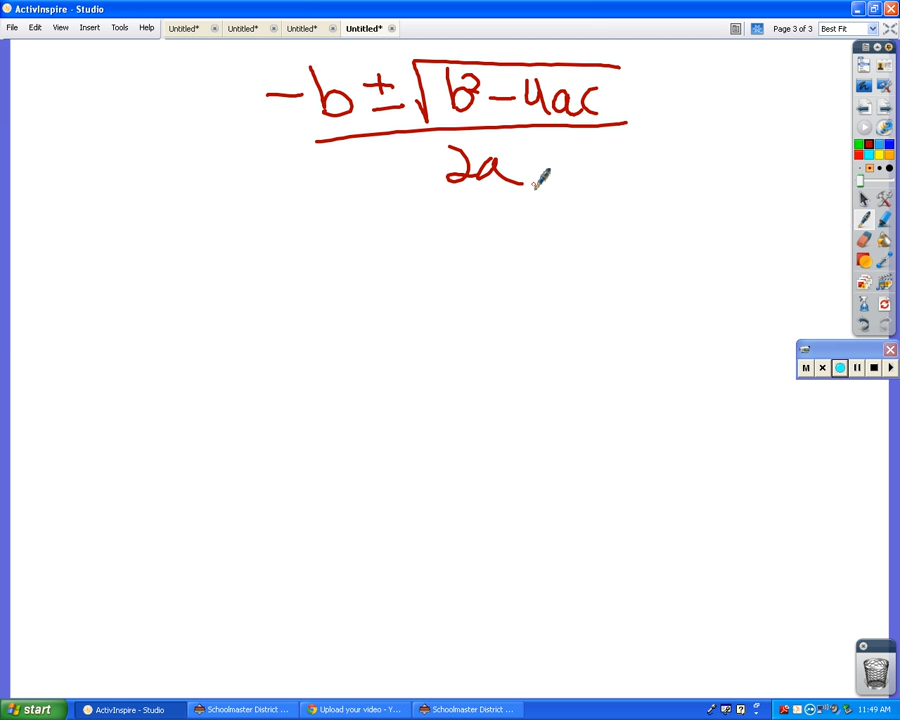 ActivInspire - Studio
File Edit View Insert Tools Help Untitled* Untitled* Untitled* Untitled* Page 3 of 3 Best Fit
-b ± √b² - 4ac
2a
M
start ActivInspire - Studio Schoolmaster District ... Upload your video - Y... Schoolmaster District ... 11:49 AM